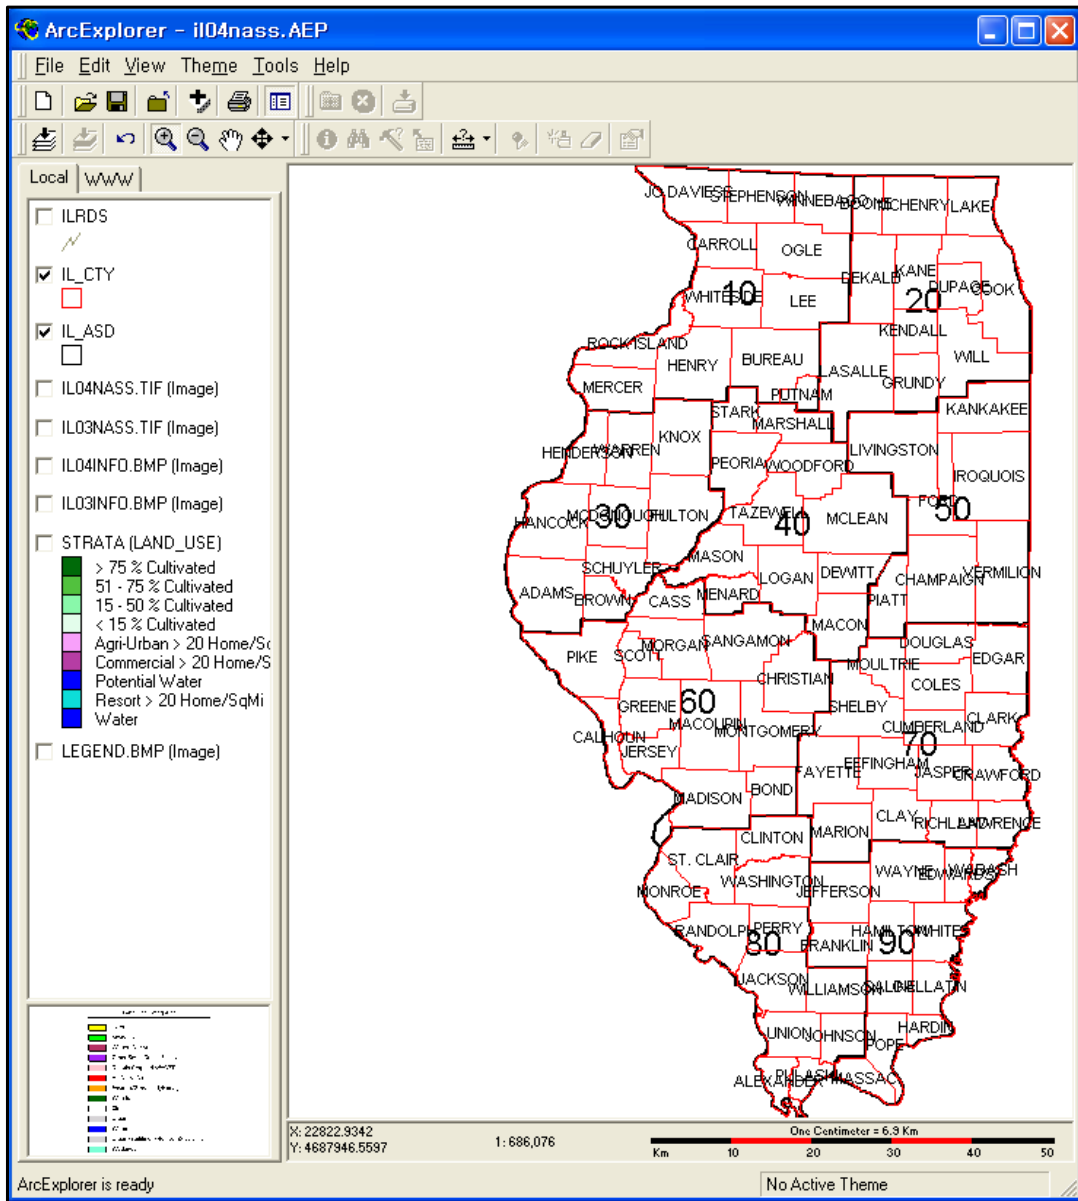 ArcExplorer - il04nass.AEP
File Edit View Theme Tools Help
Local WWW
ILRDS
IL_CTY
IL_ASD
IL04NASS.TIF (Image)
IL03NASS.TIF (Image)
IL04INFO.BMP (Image)
IL03INFO.BMP (Image)
STRATA (LAND_USE)
> 75 % Cultivated
51 - 75 % Cultivated
15 - 50 % Cultivated
< 15 % Cultivated
Agri-Urban > 20 Home/Sq
Commercial > 20 Home/S
Potential Water
Resort > 20 Home/SqMi
Water
LEGEND.BMP (Image)
JO DAVIESS STEPHENSON WINNEBAGO BOONE MCHENRY LAKE
CARROLL OGLE
DEKALB KANE DUPAGE COOK
WHITESIDE 10 LEE 20
ROCK ISLAND HENRY BUREAU LASALLE KENDALL WILL
MERCER PUTNAM GRUNDY
STARK MARSHALL KANKAKEE
HENDERSON WARREN KNOX PEORIA WOODFORD LIVINGSTON IROQUOIS
FORD 50
HANCOCK MCDONOUGH 30 FULTON TAZEWELL 40 MCLEAN
SCHUYLER MASON LOGAN DEWITT CHAMPAIGN VERMILION
ADAMS BROWN CASS MENARD PIATT
MACON
PIKE SCOTT MORGAN SANGAMON DOUGLAS EDGAR
CHRISTIAN MOULTRIE COLES
GREENE 60 SHELBY
MACOUPIN MONTGOMERY CUMBERLAND CLARK
CALHOUN JERSEY 70
FAYETTE EFFINGHAM JASPER CRAWFORD
MADISON BOND
CLAY RICHLAND LAWRENCE
CLINTON MARION
ST. CLAIR WAYNE EDWARDS WABASH
MONROE WASHINGTON JEFFERSON
RANDOLPH PERRY HAMILTON WHITE
80 FRANKLIN 90
JACKSON WILLIAMSON SALINE GALLATIN
UNION JOHNSON POPE HARDIN
ALEXANDER PULASKI MASSAC
X: 22822.9342
Y: 4687946.5597
1: 686,076
One Centimeter = 6.9 Km
Km 10 20 30 40 50
ArcExplorer is ready
No Active Theme